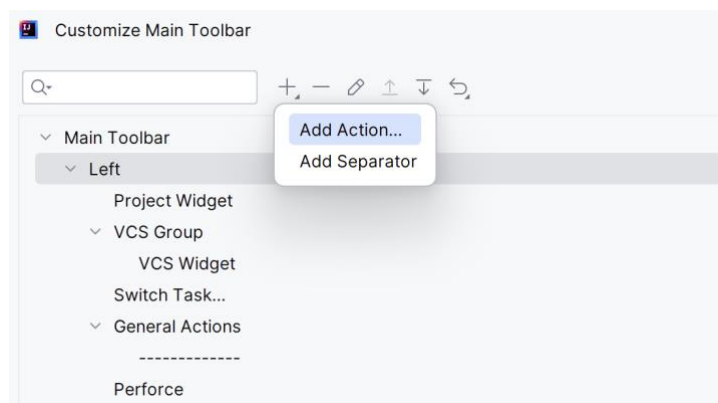 Customize Main Toolbar
Add Action...
Add Separator
Main Toolbar
Left
Project Widget
VCS Group
VCS Widget
Switch Task...
General Actions
-------------
Perforce